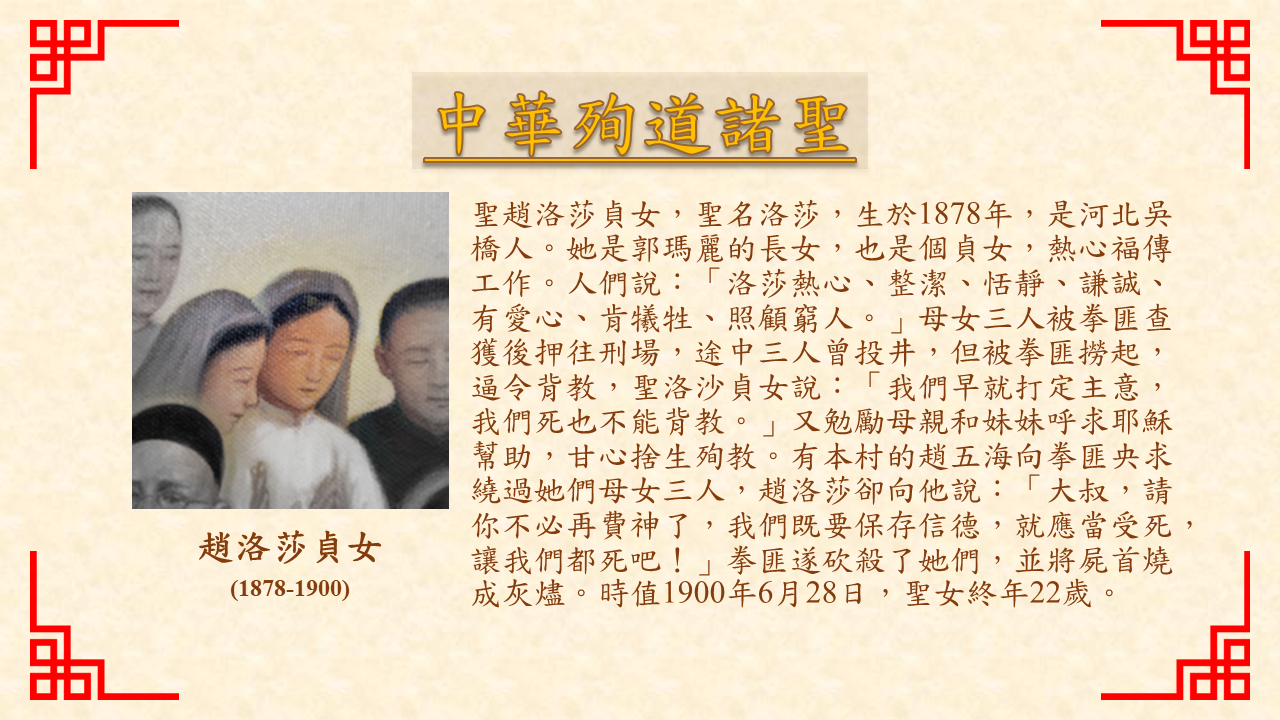 中華殉道諸聖
聖趙洛莎貞女，聖名洛莎，生於1878年，是河北吳
橋人。她是郭瑪麗的長女，也是個貞女，熱心福傳
工作。人們說：「洛莎熱心、整潔、恬靜、謙誠、
有愛心、肯犧牲、照顧窮人。」母女三人被拳匪查
獲後押往刑場，途中三人曾投井，但被拳匪撈起，
逼令背教，聖洛沙貞女說：「我們早就打定主意，
我們死也不能背教。」又勉勵母親和妹妹呼求耶穌
幫助，甘心捨生殉教。有本村的趙五海向拳匪央求
繞過她們母女三人，趙洛莎卻向他說：「大叔，請
你不必再費神了，我們既要保存信德，就應當受死，
讓我們都死吧！」拳匪遂砍殺了她們，並將屍首燒
成灰燼。時值1900年6月28日，聖女終年22歲。
趙洛莎貞女
(1878-1900)